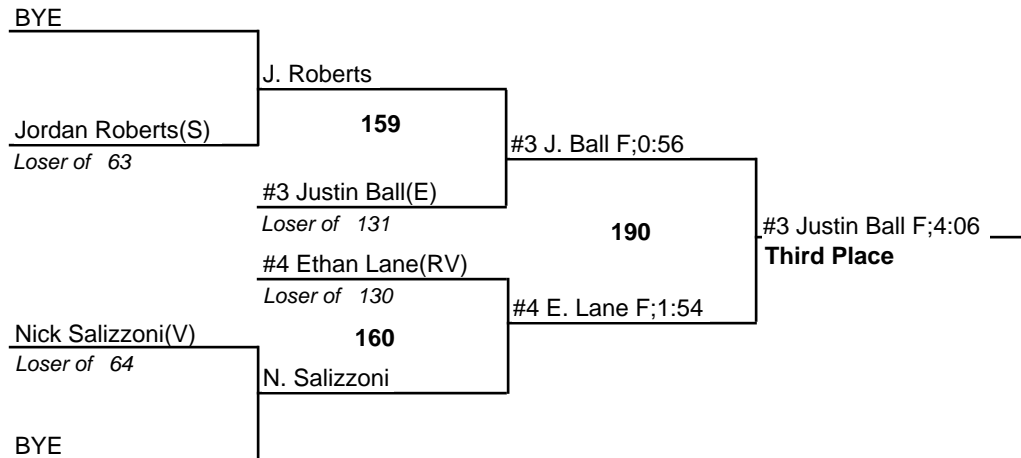 BYE
J. Roberts
Jordan Roberts(S)
159
Loser of 63
#3 J. Ball F;0:56
#3 Justin Ball(E)
Loser of 131
190
#3 Justin Ball F;4:06
Third Place
#4 Ethan Lane(RV)
Loser of 130
#4 E. Lane F;1:54
Nick Salizzoni(V)
160
Loser of 64
N. Salizzoni
BYE